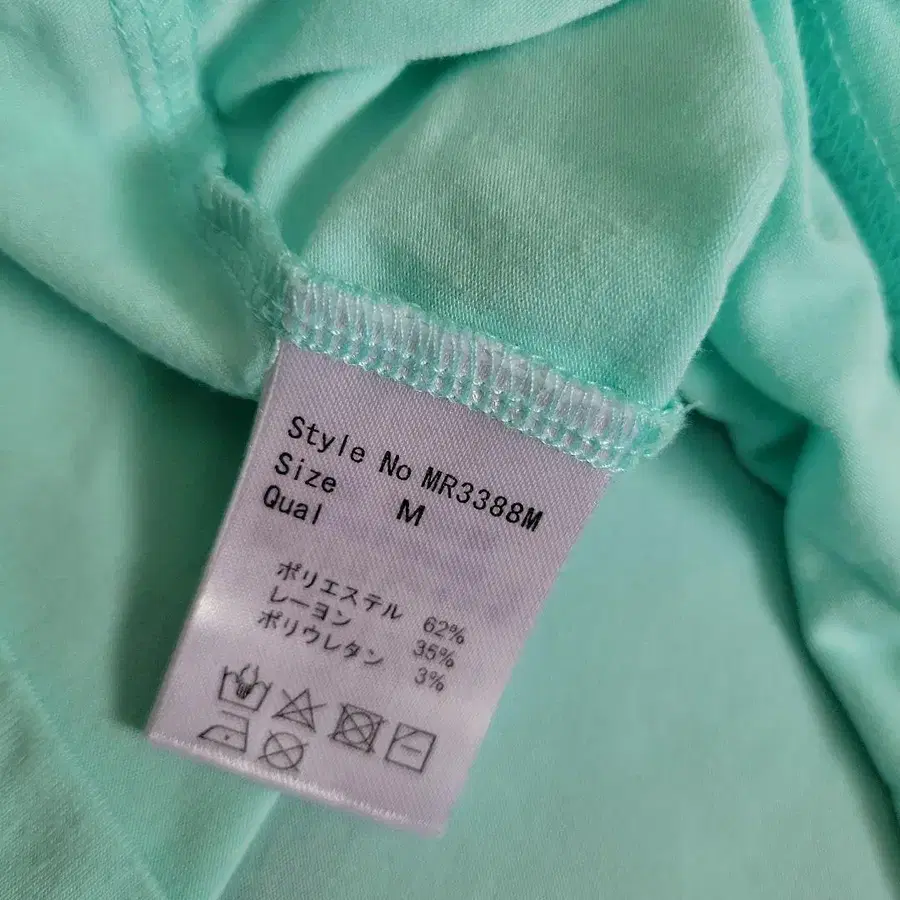 Style No MR3388M
Size M
Qual
ポリエステル 62%
レーヨン 35%
ポリウレタン 3%